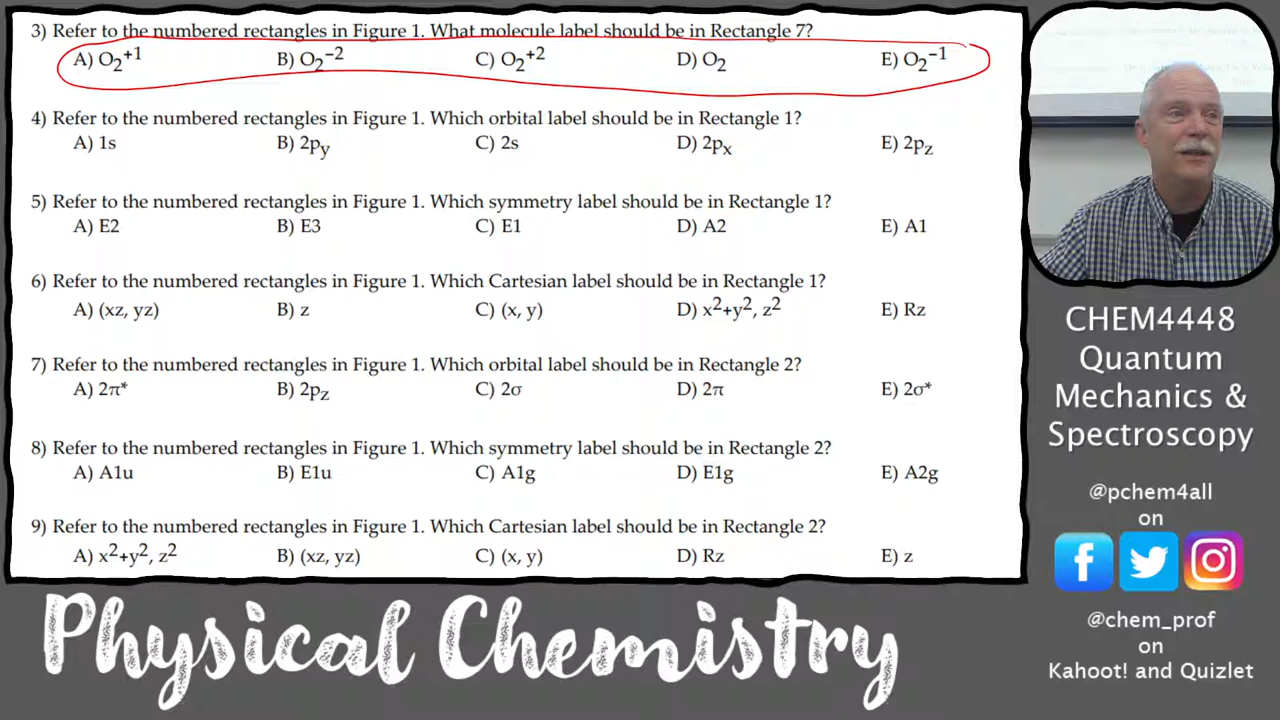 3) Refer to the numbered rectangles in Figure 1. What molecule label should be in Rectangle 7?
A) O₂⁺¹ B) O₂⁻² C) O₂⁺² D) O₂ E) O₂⁻¹
4) Refer to the numbered rectangles in Figure 1. Which orbital label should be in Rectangle 1?
A) 1s B) 2py C) 2s D) 2px E) 2pz
5) Refer to the numbered rectangles in Figure 1. Which symmetry label should be in Rectangle 1?
A) E2 B) E3 C) E1 D) A2 E) A1
6) Refer to the numbered rectangles in Figure 1. Which Cartesian label should be in Rectangle 1?
A) (xz, yz) B) z C) (x, y) D) x²+y², z² E) Rz
7) Refer to the numbered rectangles in Figure 1. Which orbital label should be in Rectangle 2?
A) 2π* B) 2pz C) 2σ D) 2π E) 2σ*
8) Refer to the numbered rectangles in Figure 1. Which symmetry label should be in Rectangle 2?
A) A1u B) E1u C) A1g D) E1g E) A2g
9) Refer to the numbered rectangles in Figure 1. Which Cartesian label should be in Rectangle 2?
A) x²+y², z² B) (xz, yz) C) (x, y) D) Rz E) z
CHEM4448
Quantum
Mechanics &
Spectroscopy
@pchem4all
on
@chem_prof
on
Kahoot! and Quizlet
Physical Chemistry